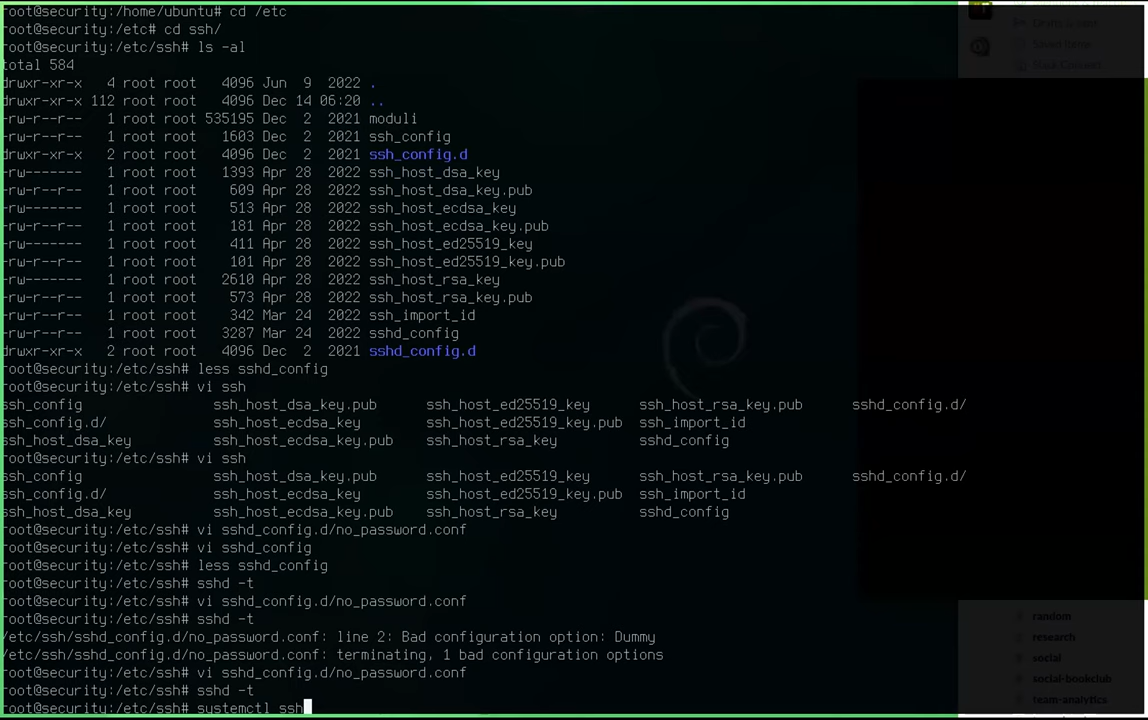 root@security:/home/ubuntu# cd /etc
root@security:/etc# cd ssh/
root@security:/etc/ssh# ls -al
total 584
drwxr-xr-x 4 root root 4096 Jun 9 2022 .
drwxr-xr-x 112 root root 4096 Dec 14 06:20 ..
-rw-r--r-- 1 root root 535195 Dec 2 2021 moduli
-rw-r--r-- 1 root root 1603 Dec 2 2021 ssh_config
drwxr-xr-x 2 root root 4096 Dec 2 2021 ssh_config.d
-rw------- 1 root root 1393 Apr 28 2022 ssh_host_dsa_key
-rw-r--r-- 1 root root 609 Apr 28 2022 ssh_host_dsa_key.pub
-rw------- 1 root root 513 Apr 28 2022 ssh_host_ecdsa_key
-rw-r--r-- 1 root root 181 Apr 28 2022 ssh_host_ecdsa_key.pub
-rw------- 1 root root 411 Apr 28 2022 ssh_host_ed25519_key
-rw-r--r-- 1 root root 101 Apr 28 2022 ssh_host_ed25519_key.pub
-rw------- 1 root root 2610 Apr 28 2022 ssh_host_rsa_key
-rw-r--r-- 1 root root 573 Apr 28 2022 ssh_host_rsa_key.pub
-rw-r--r-- 1 root root 342 Mar 24 2022 ssh_import_id
-rw-r--r-- 1 root root 3287 Mar 24 2022 sshd_config
drwxr-xr-x 2 root root 4096 Dec 2 2021 sshd_config.d
root@security:/etc/ssh# less sshd_config
root@security:/etc/ssh# vi ssh
ssh_config ssh_host_dsa_key.pub ssh_host_ed25519_key ssh_host_rsa_key.pub sshd_config.d/
ssh_config.d/ ssh_host_ecdsa_key ssh_host_ed25519_key.pub ssh_import_id
ssh_host_dsa_key ssh_host_ecdsa_key.pub ssh_host_rsa_key sshd_config
root@security:/etc/ssh# vi ssh
ssh_config ssh_host_dsa_key.pub ssh_host_ed25519_key ssh_host_rsa_key.pub sshd_config.d/
ssh_config.d/ ssh_host_ecdsa_key ssh_host_ed25519_key.pub ssh_import_id
ssh_host_dsa_key ssh_host_ecdsa_key.pub ssh_host_rsa_key sshd_config
root@security:/etc/ssh# vi sshd_config.d/no_password.conf
root@security:/etc/ssh# vi sshd_config
root@security:/etc/ssh# less sshd_config
root@security:/etc/ssh# sshd -t
root@security:/etc/ssh# vi sshd_config.d/no_password.conf
root@security:/etc/ssh# sshd -t
/etc/ssh/sshd_config.d/no_password.conf: line 2: Bad configuration option: Dummy
/etc/ssh/sshd_config.d/no_password.conf: terminating, 1 bad configuration options
root@security:/etc/ssh# vi sshd_config.d/no_password.conf
root@security:/etc/ssh# sshd -t
root@security:/etc/ssh# systemctl ssh
Drafts & sent
Saved items
Slack Connect
random
research
social
social-bookclub
team-analytics